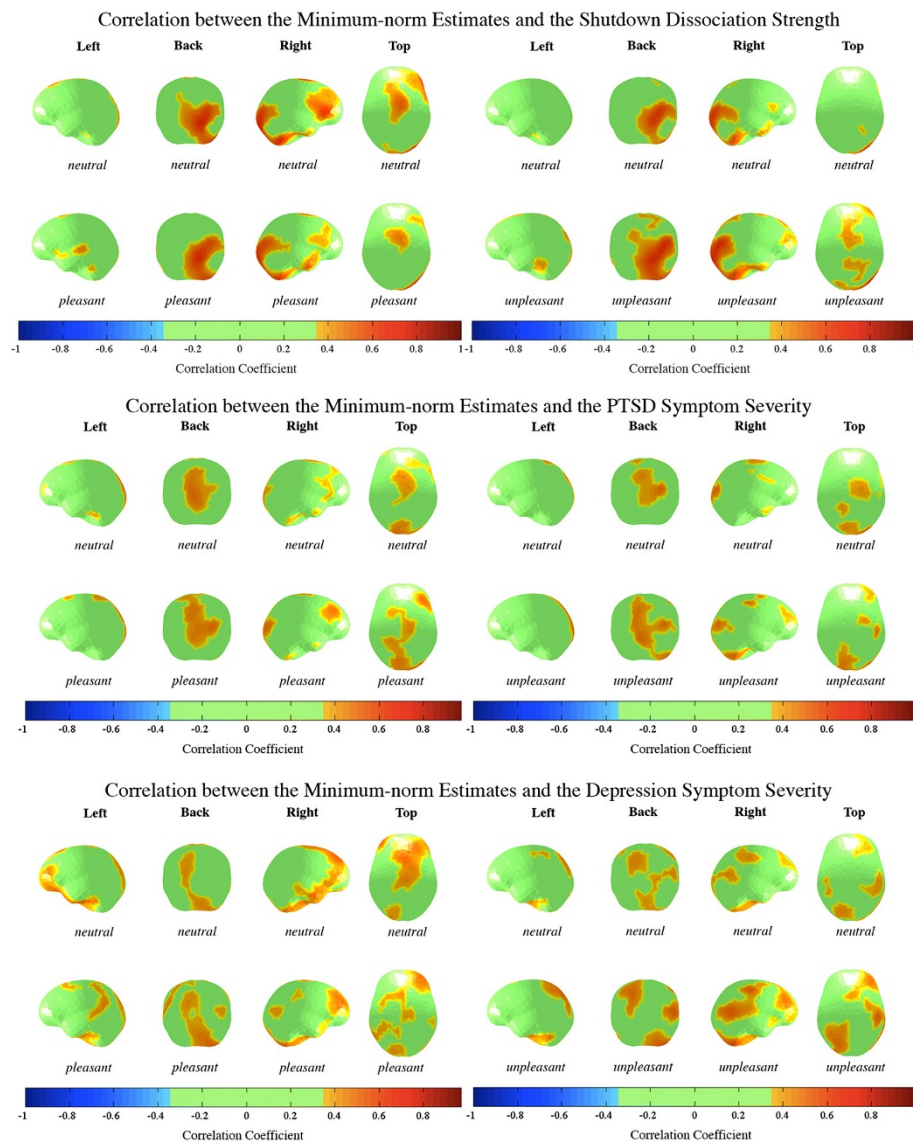 Correlation between the Minimum-norm Estimates and the Shutdown Dissociation Strength
Left Back Right Top Left Back Right Top
neutral neutral neutral neutral neutral neutral neutral neutral
pleasant pleasant pleasant pleasant unpleasant unpleasant unpleasant unpleasant
-1 -0.8 -0.6 -0.4 -0.2 0 0.2 0.4 0.6 0.8 1 -1 -0.8 -0.6 -0.4 -0.2 0 0.2 0.4 0.6 0.8
Correlation Coefficient Correlation Coefficient
Correlation between the Minimum-norm Estimates and the PTSD Symptom Severity
Left Back Right Top Left Back Right Top
neutral neutral neutral neutral neutral neutral neutral neutral
pleasant pleasant pleasant pleasant unpleasant unpleasant unpleasant unpleasant
-1 -0.8 -0.6 -0.4 -0.2 0 0.2 0.4 0.6 0.8 -1 -0.8 -0.6 -0.4 -0.2 0 0.2 0.4 0.6 0.8
Correlation Coefficient Correlation Coefficient
Correlation between the Minimum-norm Estimates and the Depression Symptom Severity
Left Back Right Top Left Back Right Top
neutral neutral neutral neutral neutral neutral neutral neutral
pleasant pleasant pleasant pleasant unpleasant unpleasant unpleasant unpleasant
-1 -0.8 -0.6 -0.4 -0.2 0 0.2 0.4 0.6 0.8 -1 -0.8 -0.6 -0.4 -0.2 0 0.2 0.4 0.6 0.8
Correlation Coefficient Correlation Coefficient